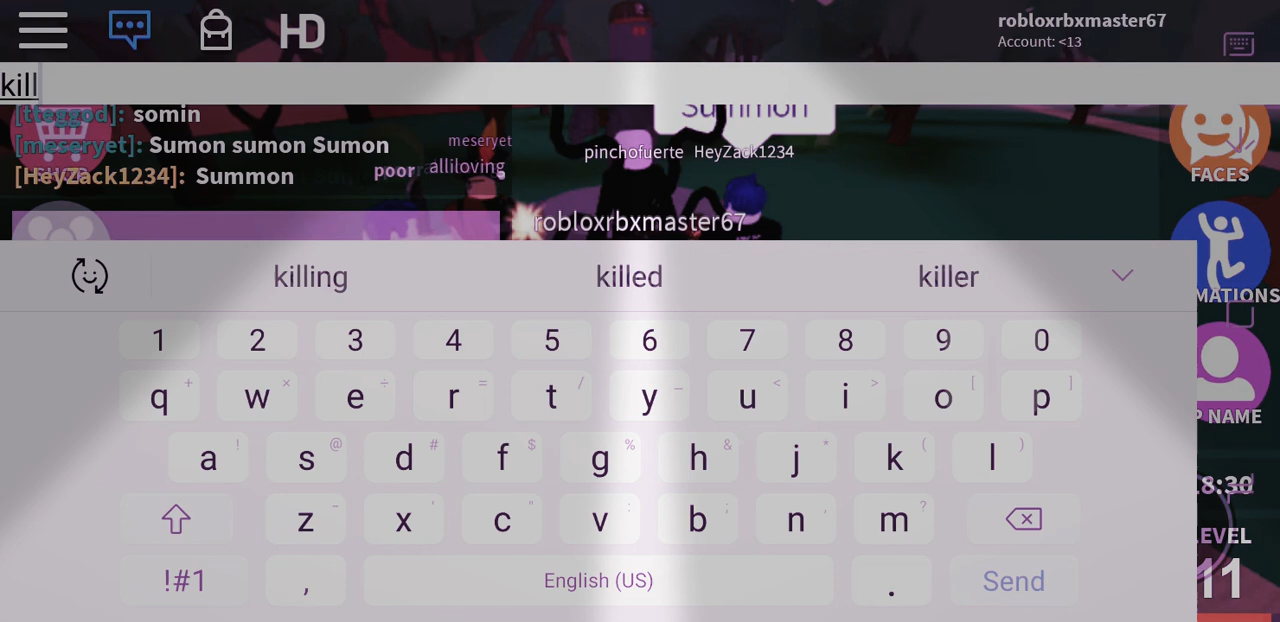 HD
robloxrbxmaster67
Account: <13
kill
[tteggod]: somin
Summon
[meseryet]: Sumon sumon Sumon
meseryet
pinchofuerte HeyZack1234
[HeyZack1234]: Summon
poor
alliloving
FACES
robloxrbxmaster67
killing killed killer
MATIONS
1 2 3 4 5 6 7 8 9 0
q + w × e ÷ r = t / y _ u < i > o [ p ]
P NAME
a ! s @ d # f $ g % h & j * k ( l )
8:30
z - x ' c " v : b ; n , m ?
LEVEL
!#1 , English (US) . Send
11